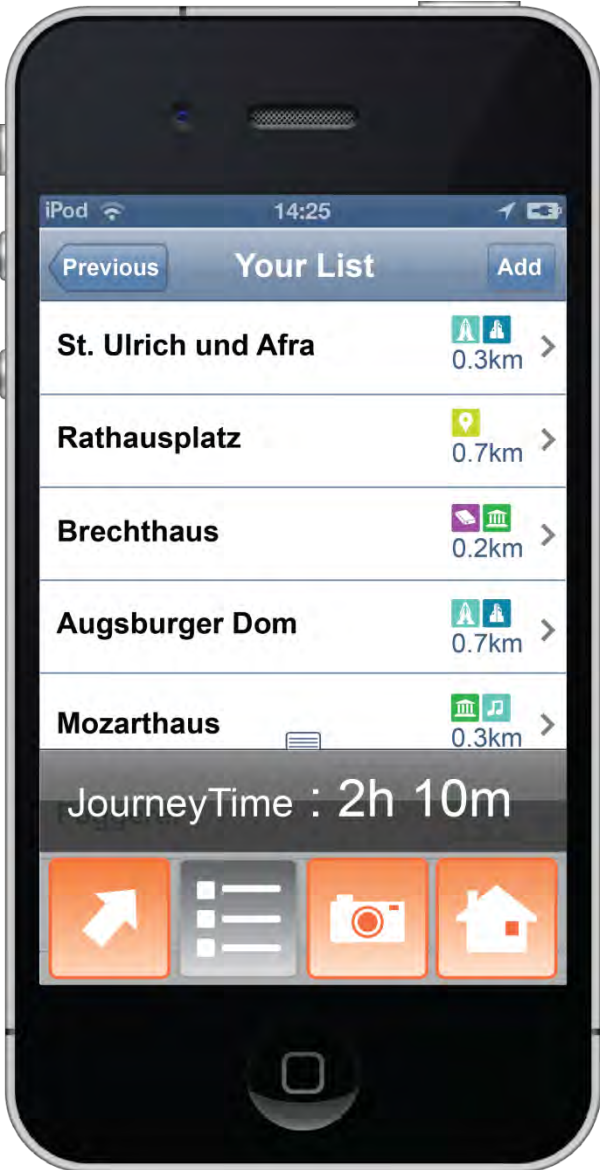 iPod 14:25
Previous Your List Add
St. Ulrich und Afra
0.3km
Rathausplatz
0.7km
Brechthaus
0.2km
Augsburger Dom
0.7km
Mozarthaus
0.3km
JourneyTime : 2h 10m